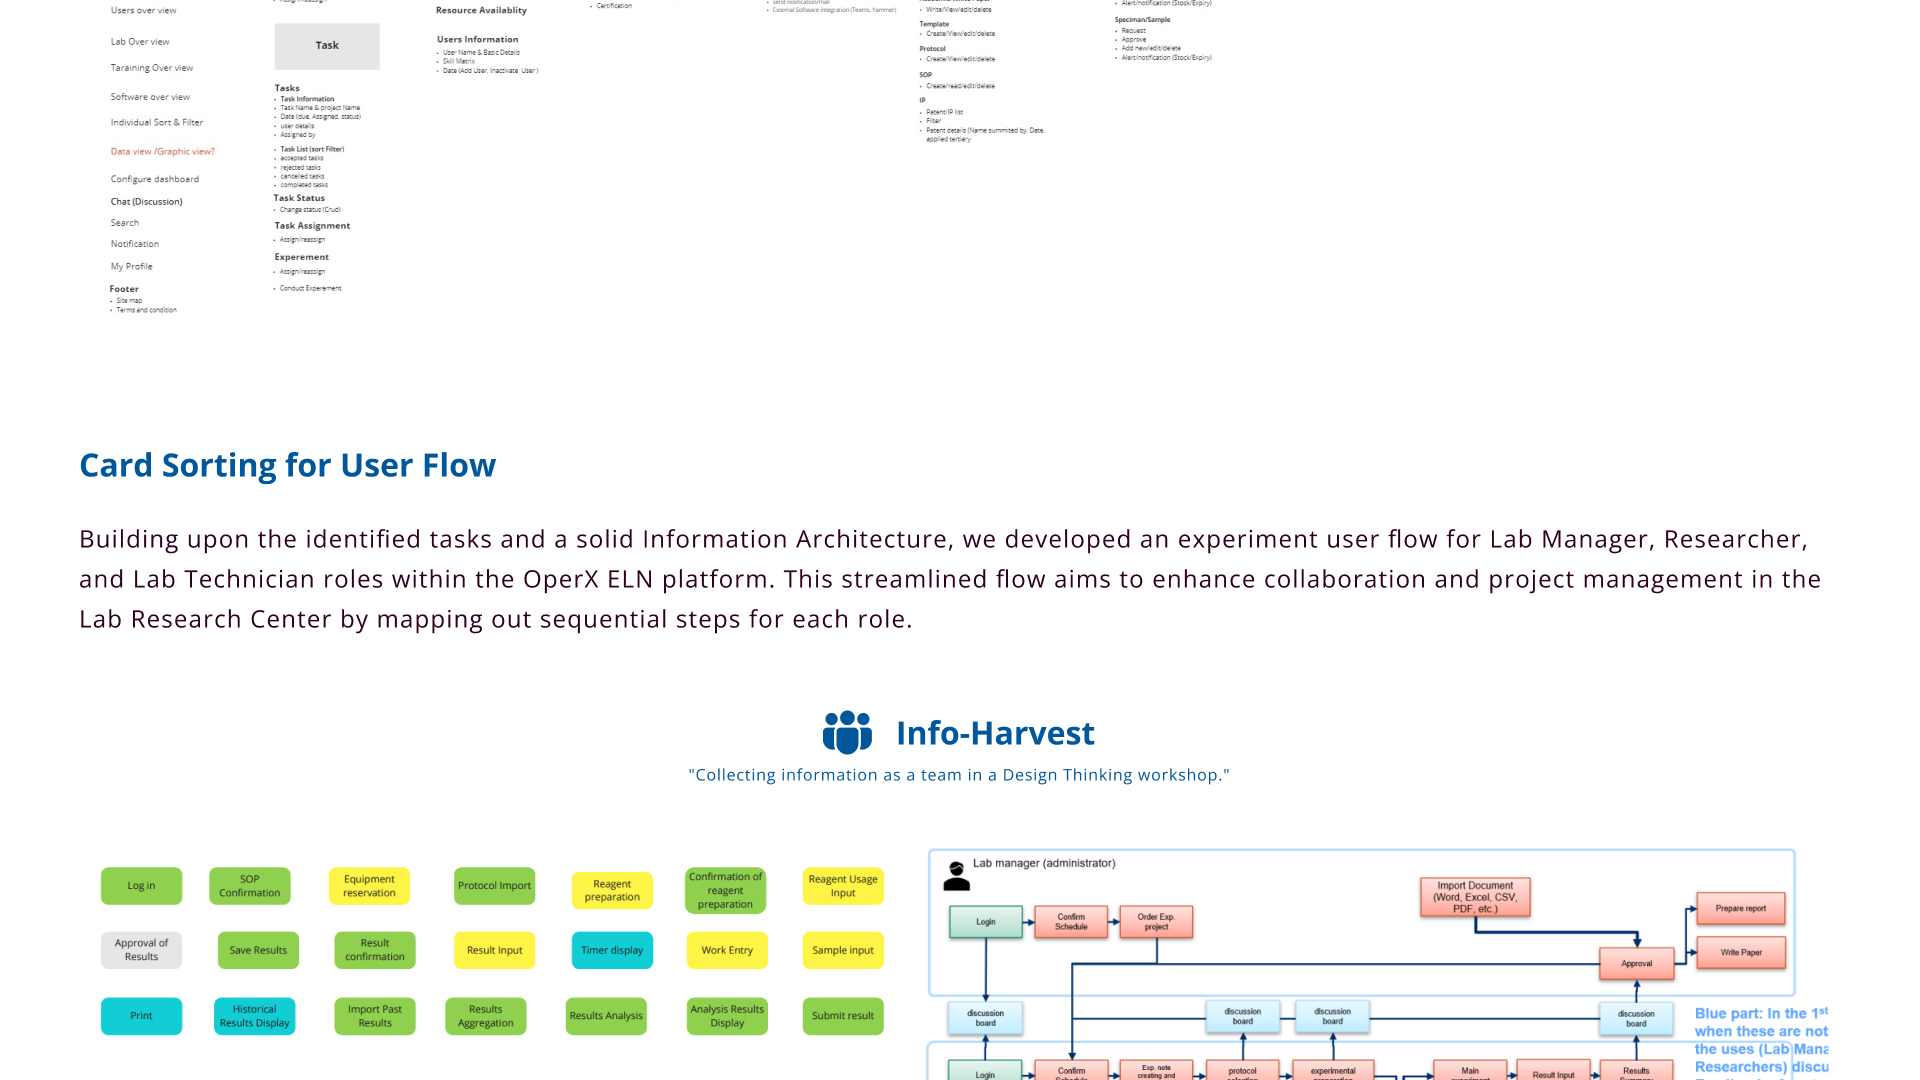 Users over view
Lab Over view
Taraining Over view
Software over view
Individual Sort & Filter
Data view /Graphic view?
Configure dashboard
Chat (Discussion)
Search
Notification
My Profile
Footer
• Site map
• Terms and condition
Task
Tasks
• Task Information
• Task Name & project Name
• Date (due, Assigned, status)
• user details
• Assigned by
• Task List (sort Filter)
• accepted tasks
• rejected tasks
• cancelled tasks
• completed tasks
Task Status
• Change status (Crud)
Task Assignment
• Assign/reassign
Experement
• Assign/reassign
• Conduct Experement
Resource Availablity
Users Information
• User Name & Basic Details
• Skill Matrix
• Date (Add User, Inactivate User )
• Certification
• External Software integration (Teams, Yammer)
• Write/View/edit/delete
Template
• Create/View/edit/delete
Protocol
• Create/View/edit/delete
SOP
• Create/read/edit/delete
IP
• Patent/IP list
• Filter
• Patent details (Name summited by, Date,
applied tertiary
• Alert/notification (Stock/Expiry)
Speciman/Sample
• Request
• Approve
• Add new/edit/delete
• Alert/notification (Stock/Expiry)
Card Sorting for User Flow
Building upon the identified tasks and a solid Information Architecture, we developed an experiment user flow for Lab Manager, Researcher,
and Lab Technician roles within the OperX ELN platform. This streamlined flow aims to enhance collaboration and project management in the
Lab Research Center by mapping out sequential steps for each role.
Info-Harvest
"Collecting information as a team in a Design Thinking workshop."
Log in
SOP
Confirmation
Equipment
reservation
Protocol Import
Reagent
preparation
Confirmation of
reagent
preparation
Reagent Usage
Input
Approval of
Results
Save Results
Result
confirmation
Result Input
Timer display
Work Entry
Sample input
Print
Historical
Results Display
Import Past
Results
Results
Aggregation
Results Analysis
Analysis Results
Display
Submit result
Lab manager (administrator)
Login
Confirm
Schedule
Order Exp.
project
Import Document
(Word, Excel, CSV,
PDF, etc.)
Prepare report
Write Paper
Approval
discussion
board
discussion
board
discussion
board
discussion
board
Blue part: In the 1st
when these are not
the uses (Lab Mana
Researchers) discu
Login
Confirm
Exp. note
creating and
protocol
experimental
Main
Result Input
Results